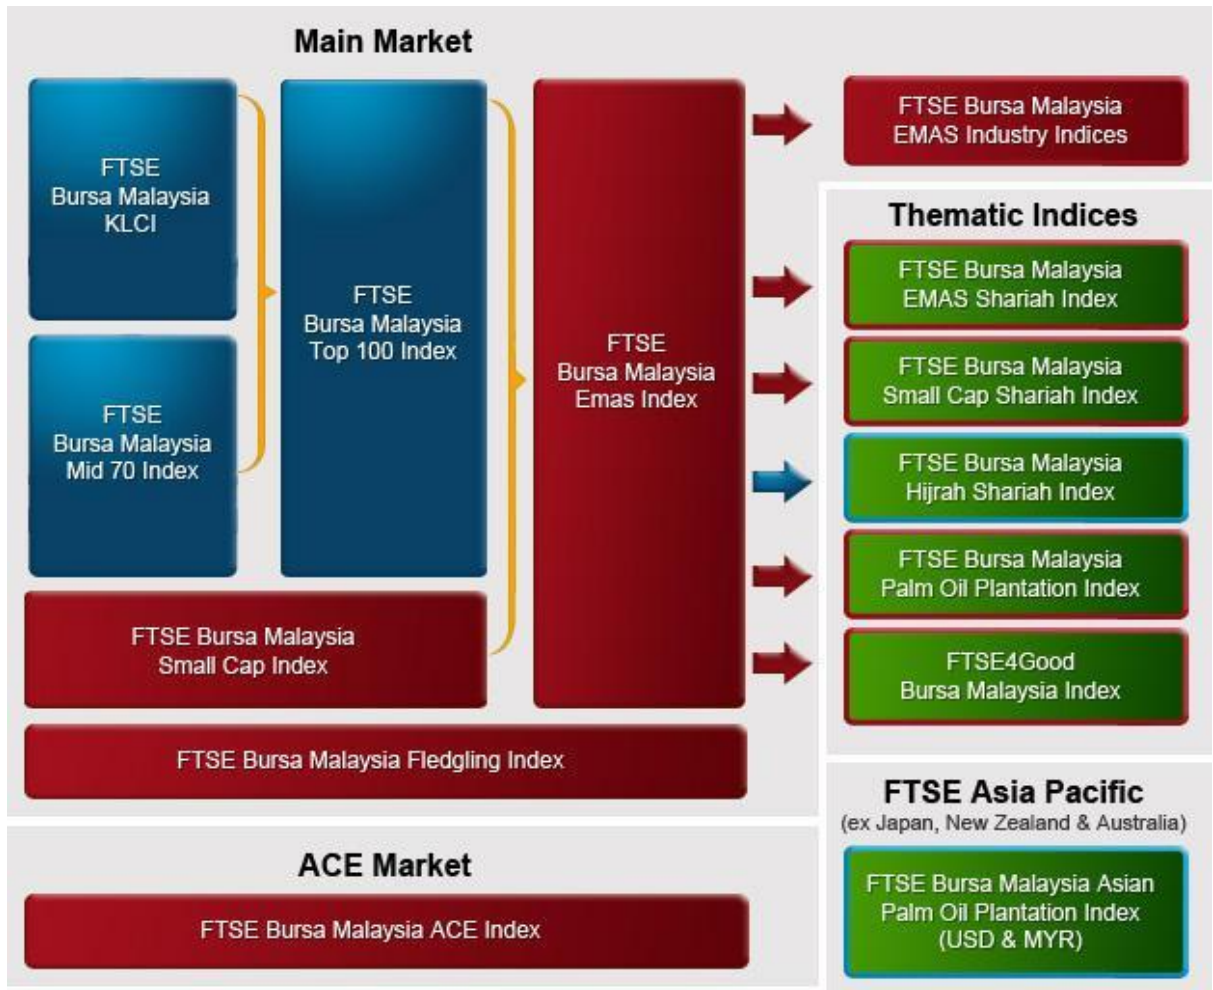 Main Market
FTSE
Bursa Malaysia
KLCI
FTSE
Bursa Malaysia
Mid 70 Index
FTSE
Bursa Malaysia
Top 100 Index
FTSE Bursa Malaysia
Small Cap Index
FTSE
Bursa Malaysia
Emas Index
FTSE Bursa Malaysia Fledgling Index
FTSE Bursa Malaysia
EMAS Industry Indices
Thematic Indices
FTSE Bursa Malaysia
EMAS Shariah Index
FTSE Bursa Malaysia
Small Cap Shariah Index
FTSE Bursa Malaysia
Hijrah Shariah Index
FTSE Bursa Malaysia
Palm Oil Plantation Index
FTSE4Good
Bursa Malaysia Index
ACE Market
FTSE Bursa Malaysia ACE Index
FTSE Asia Pacific
(ex Japan, New Zealand & Australia)
FTSE Bursa Malaysia Asian
Palm Oil Plantation Index
(USD & MYR)